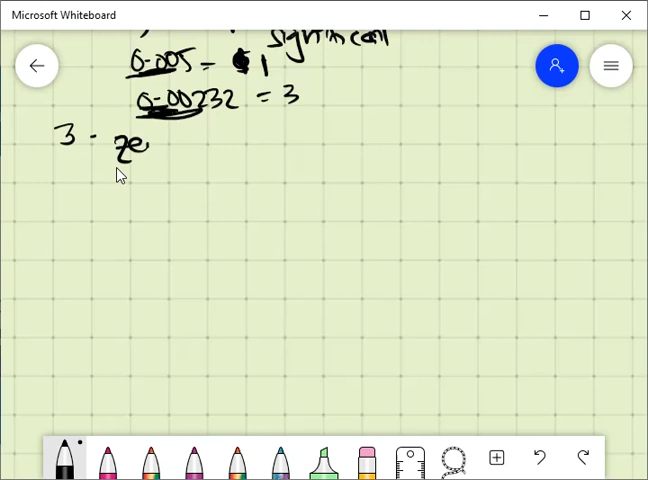 Microsoft Whiteboard
significant
0-005 = 1
0-00232 = 3
3 - ze